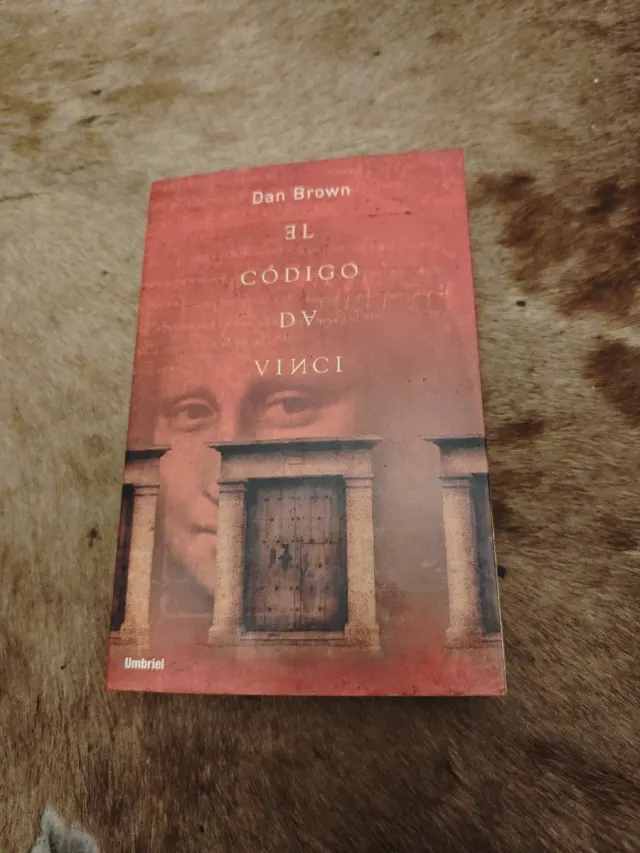 Dan Brown
EL
CÓDIGO
DA
VINCI
Umbriel